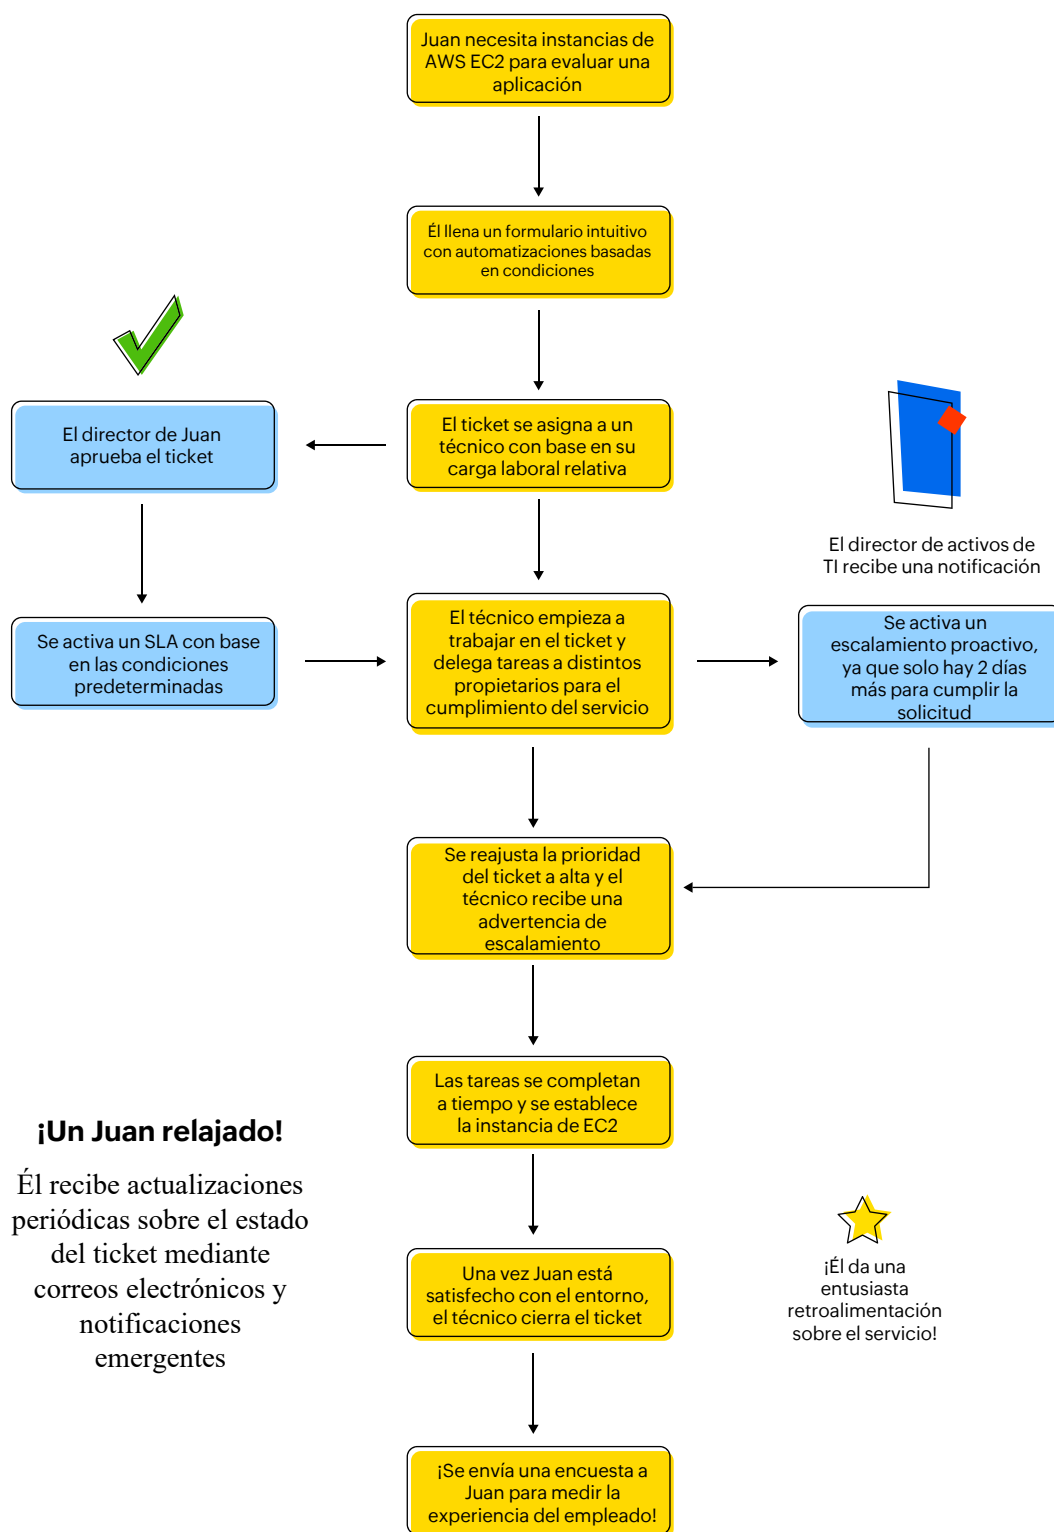 Juan necesita instancias de
AWS EC2 para evaluar una
aplicación
Él llena un formulario intuitivo
con automatizaciones basadas
en condiciones
El ticket se asigna a un
técnico con base en su
carga laboral relativa
El director de Juan
aprueba el ticket
Se activa un SLA con base
en las condiciones
predeterminadas
El técnico empieza a
trabajar en el ticket y
delega tareas a distintos
propietarios para el
cumplimiento del servicio
El director de activos de
TI recibe una notificación
Se activa un
escalamiento proactivo,
ya que solo hay 2 días
más para cumplir la
solicitud
Se reajusta la prioridad
del ticket a alta y el
técnico recibe una
advertencia de
escalamiento
Las tareas se completan
a tiempo y se establece
la instancia de EC2
¡Un Juan relajado!
Él recibe actualizaciones
periódicas sobre el estado
del ticket mediante
correos electrónicos y
notificaciones
emergentes
Una vez Juan está
satisfecho con el entorno,
el técnico cierra el ticket
¡Él da una
entusiasta
retroalimentación
sobre el servicio!
¡Se envía una encuesta a
Juan para medir la
experiencia del empleado!